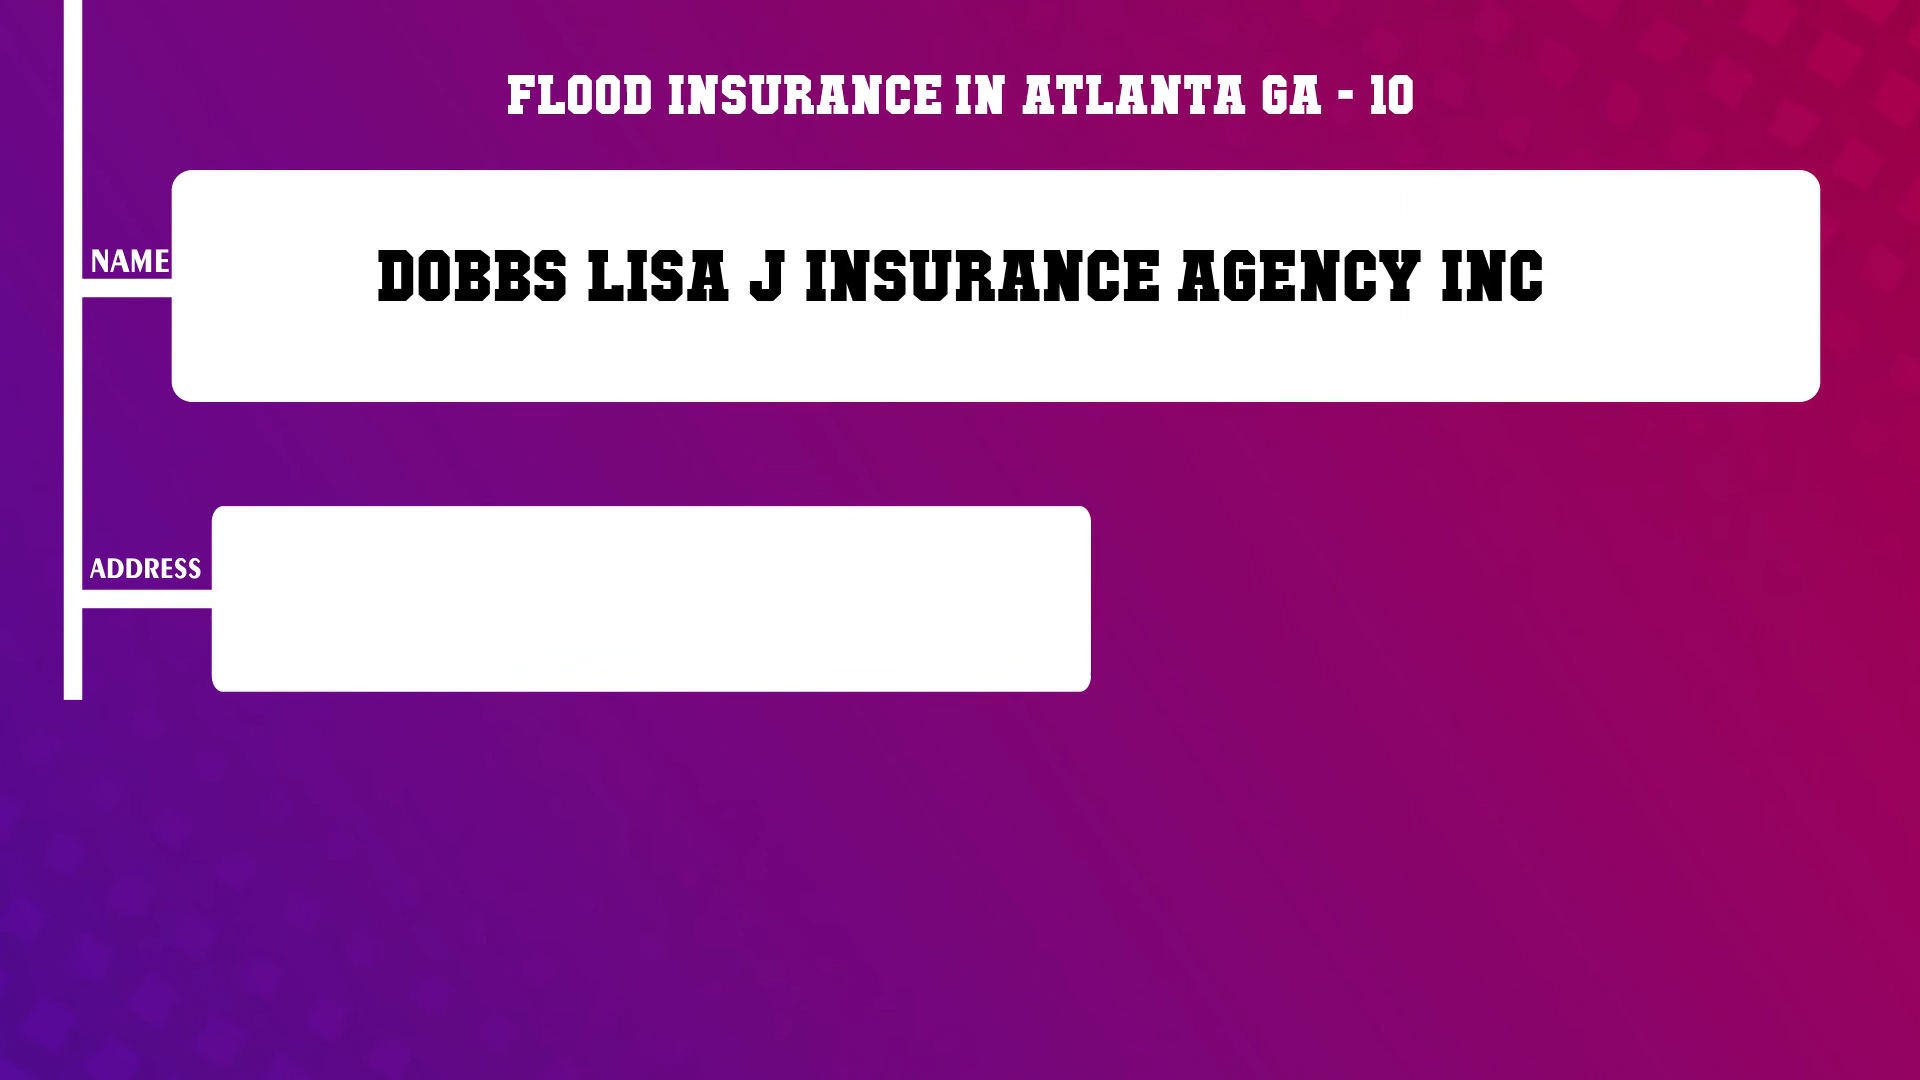 FLOOD INSURANCE IN ATLANTA GA - 10
NAME
DOBBS LISA J INSURANCE AGENCY INC
ADDRESS